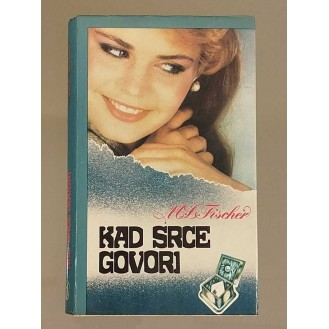 M.L. Fischer
KAD SRCE
GOVORI